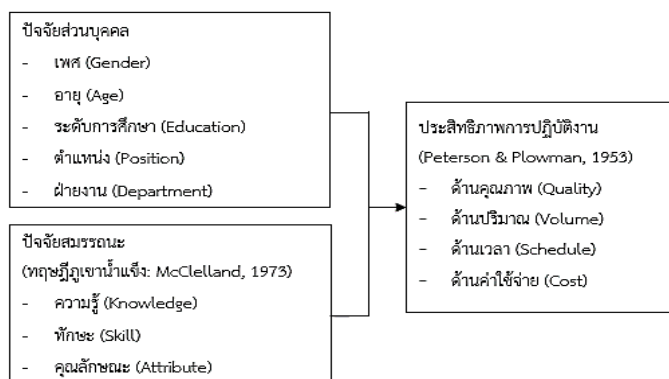 ปัจจัยส่วนบุคคล
- เพศ (Gender)
- อายุ (Age)
- ระดับการศึกษา (Education)
- ตำแหน่ง (Position)
- ฝ่ายงาน (Department)
ปัจจัยสมรรถนะ
(ทฤษฎีภูเขาน้ำแข็ง: McClelland, 1973)
- ความรู้ (Knowledge)
- ทักษะ (Skill)
- คุณลักษณะ (Attribute)
ประสิทธิภาพการปฏิบัติงาน
(Peterson & Plowman, 1953)
- ด้านคุณภาพ (Quality)
- ด้านปริมาณ (Volume)
- ด้านเวลา (Schedule)
- ด้านค่าใช้จ่าย (Cost)